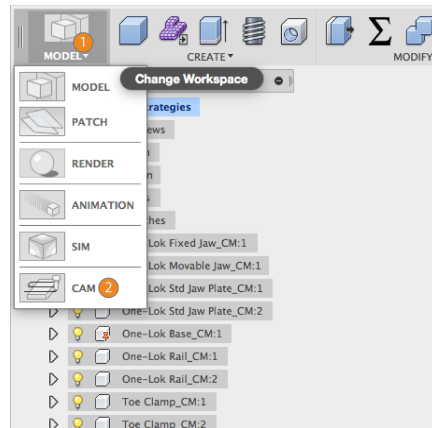 1
MODEL
CREATE
MODIFY
Change Workspace
MODEL
PATCH
RENDER
ANIMATION
SIM
CAM 2
rategies
ews
hes
-Lok Fixed Jaw_CM:1
-Lok Movable Jaw_CM:1
-Lok Std Jaw Plate_CM:1
One-Lok Std Jaw Plate_CM:2
One-Lok Base_CM:1
One-Lok Rail_CM:1
One-Lok Rail_CM:2
Toe Clamp_CM:1
Toe Clamp_CM:2